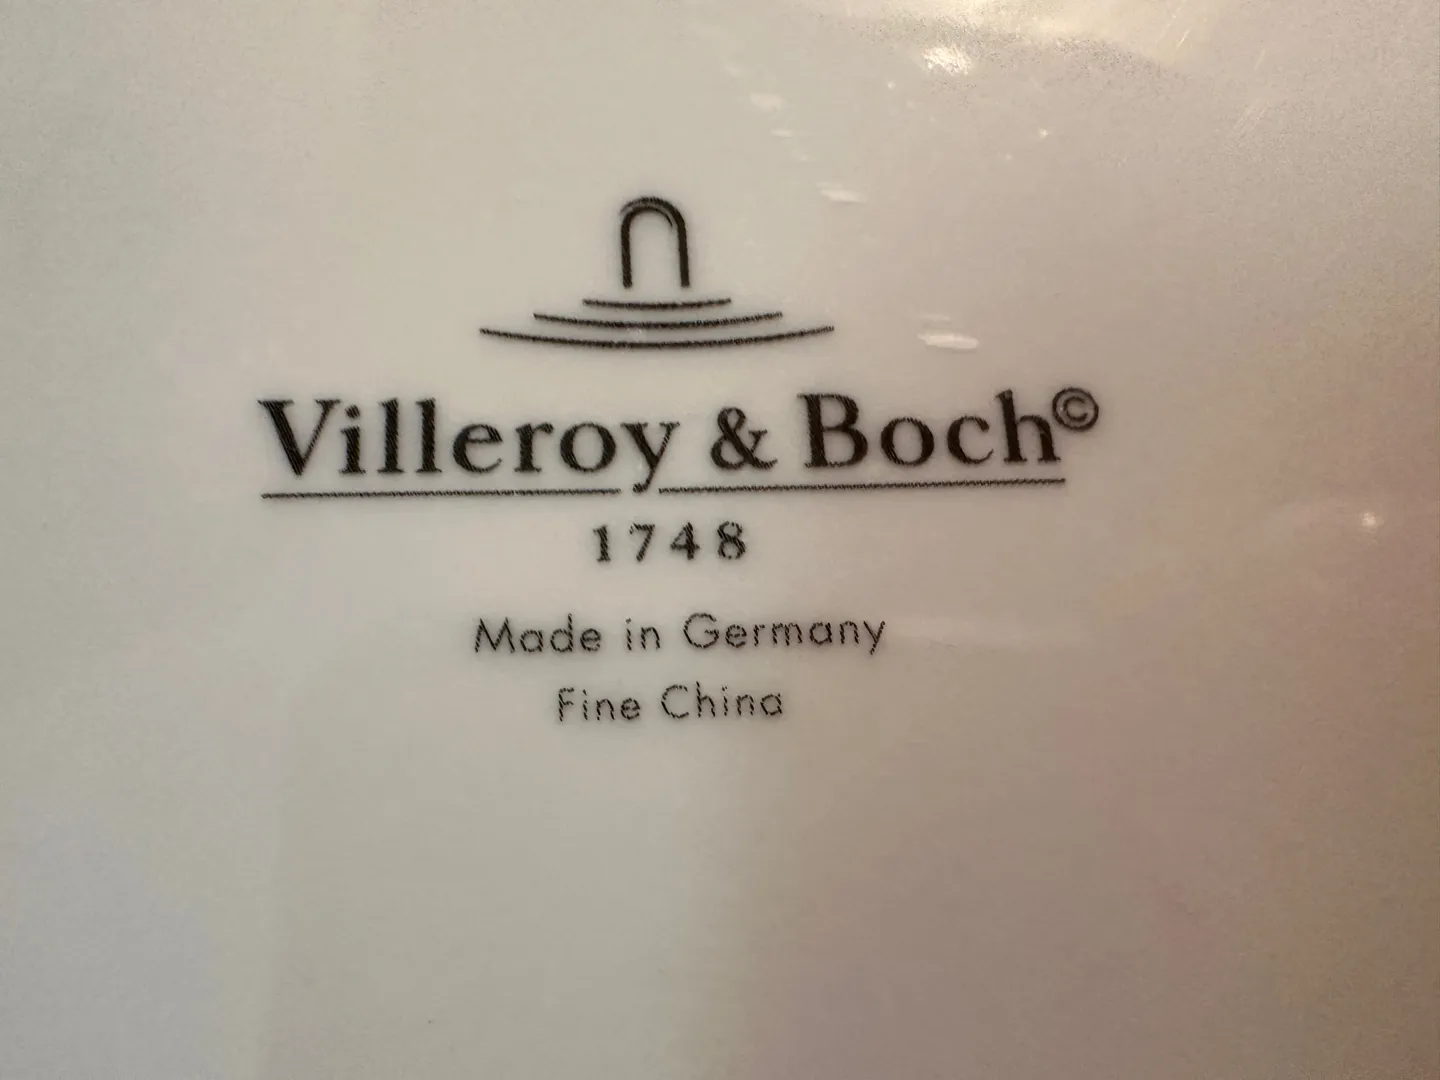 Villeroy & Boch©
1748
Made in Germany
Fine China